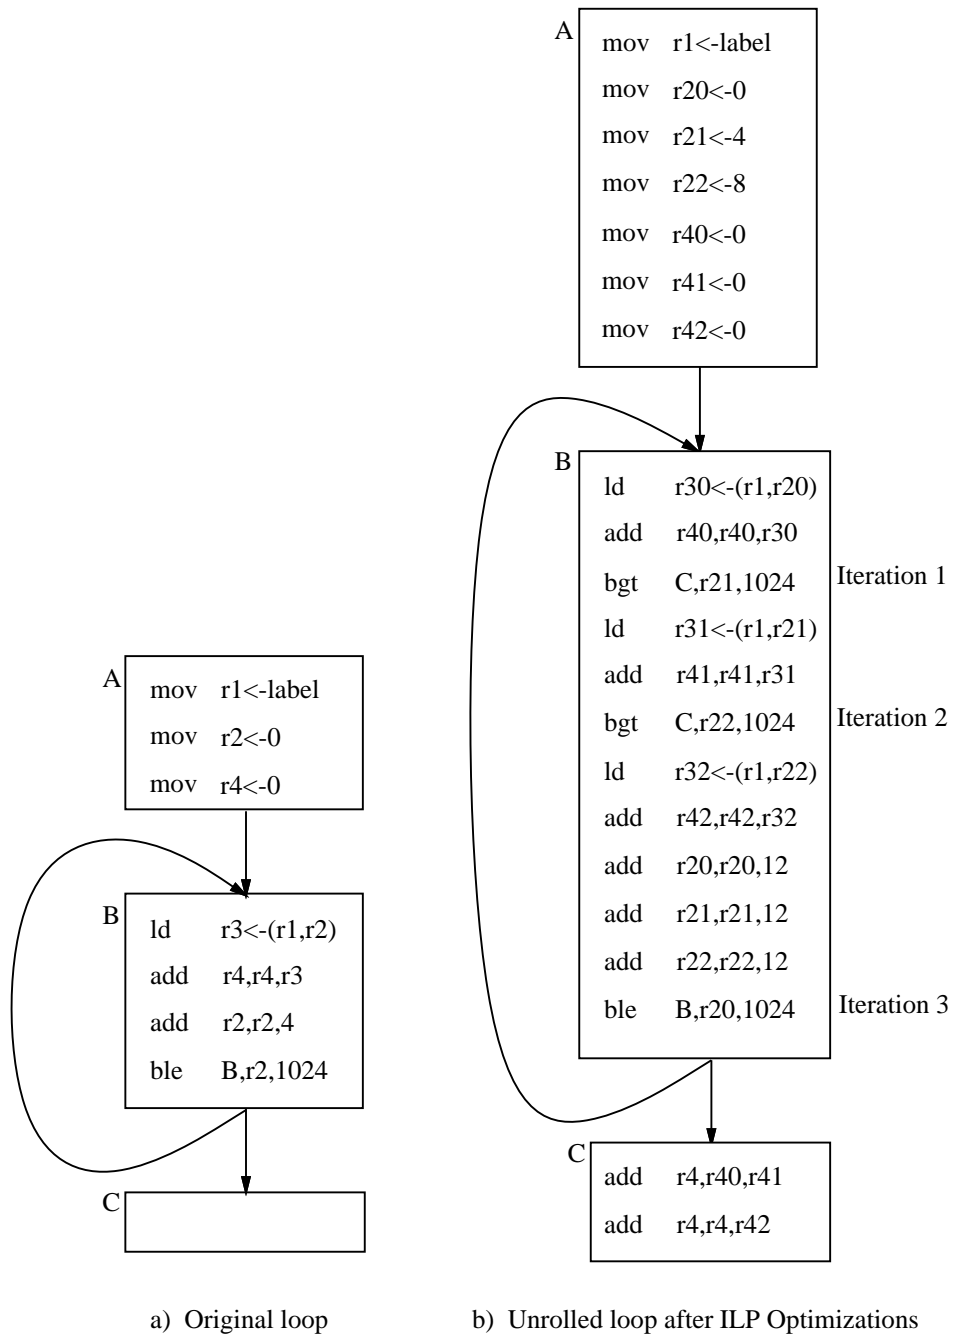 A
mov r1<-label
mov r20<-0
mov r21<-4
mov r22<-8
mov r40<-0
mov r41<-0
mov r42<-0
B
ld r30<-(r1,r20)
add r40,r40,r30
bgt C,r21,1024
Iteration 1
ld r31<-(r1,r21)
add r41,r41,r31
bgt C,r22,1024
Iteration 2
ld r32<-(r1,r22)
add r42,r42,r32
add r20,r20,12
add r21,r21,12
add r22,r22,12
ble B,r20,1024
Iteration 3
C
add r4,r40,r41
add r4,r4,r42
A
mov r1<-label
mov r2<-0
mov r4<-0
B
ld r3<-(r1,r2)
add r4,r4,r3
add r2,r2,4
ble B,r2,1024
C
a) Original loop
b) Unrolled loop after ILP Optimizations